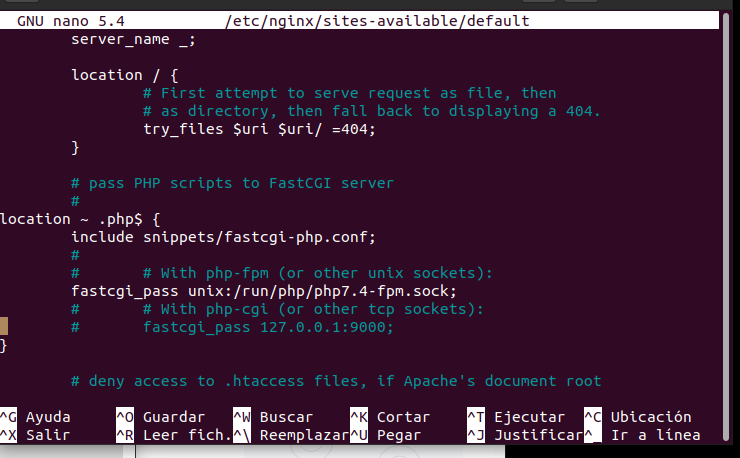 GNU nano 5.4 /etc/nginx/sites-available/default
server_name _;
location / {
# First attempt to serve request as file, then
# as directory, then fall back to displaying a 404.
try_files $uri $uri/ =404;
}
# pass PHP scripts to FastCGI server
#
location ~ .php$ {
include snippets/fastcgi-php.conf;
#
# # With php-fpm (or other unix sockets):
fastcgi_pass unix:/run/php/php7.4-fpm.sock;
# # With php-cgi (or other tcp sockets):
# fastcgi_pass 127.0.0.1:9000;
}
# deny access to .htaccess files, if Apache's document root
^G Ayuda ^O Guardar ^W Buscar ^K Cortar ^T Ejecutar ^C Ubicación
^X Salir ^R Leer fich. ^\ Reemplazar ^U Pegar ^J Justificar ^_ Ir a línea